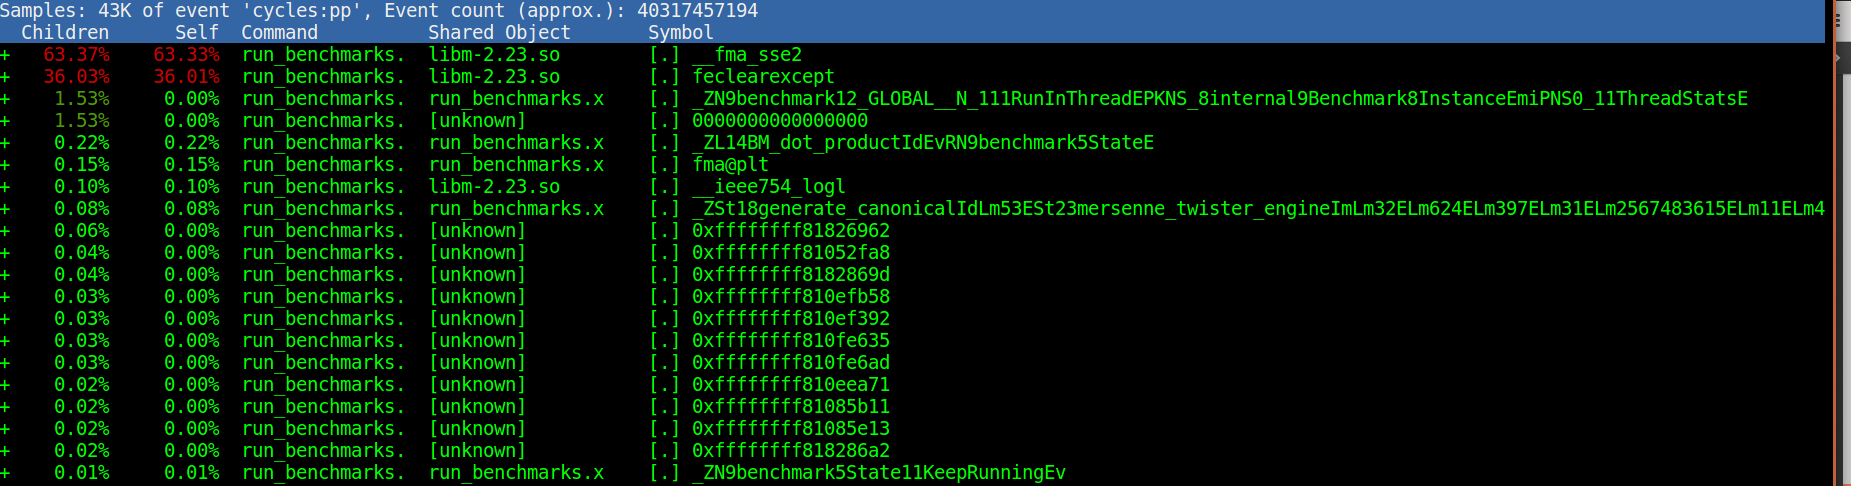 Samples: 43K of event 'cycles:pp', Event count (approx.): 40317457194
Children Self Command Shared Object Symbol
+ 63.37% 63.33% run_benchmarks. libm-2.23.so [.] __fma_sse2
+ 36.03% 36.01% run_benchmarks. libm-2.23.so [.] feclearexcept
+ 1.53% 0.00% run_benchmarks. run_benchmarks.x [.] _ZN9benchmark12_GLOBAL__N_111RunInThreadEPKNS_8internal9Benchmark8InstanceEmiPNS0_11ThreadStatsE
+ 1.53% 0.00% run_benchmarks. [unknown] [.] 0000000000000000
+ 0.22% 0.22% run_benchmarks. run_benchmarks.x [.] _ZL14BM_dot_productIdEvRN9benchmark5StateE
+ 0.15% 0.15% run_benchmarks. run_benchmarks.x [.] fma@plt
+ 0.10% 0.10% run_benchmarks. libm-2.23.so [.] __ieee754_logl
+ 0.08% 0.08% run_benchmarks. run_benchmarks.x [.] _ZSt18generate_canonicalIdLm53ESt23mersenne_twister_engineImLm32ELm624ELm397ELm31ELm2567483615ELm11ELm4
+ 0.06% 0.00% run_benchmarks. [unknown] [.] 0xffffffff81826962
+ 0.04% 0.00% run_benchmarks. [unknown] [.] 0xffffffff81052fa8
+ 0.04% 0.00% run_benchmarks. [unknown] [.] 0xffffffff8182869d
+ 0.03% 0.00% run_benchmarks. [unknown] [.] 0xffffffff810efb58
+ 0.03% 0.00% run_benchmarks. [unknown] [.] 0xffffffff810ef392
+ 0.03% 0.00% run_benchmarks. [unknown] [.] 0xffffffff810fe635
+ 0.03% 0.00% run_benchmarks. [unknown] [.] 0xffffffff810fe6ad
+ 0.02% 0.00% run_benchmarks. [unknown] [.] 0xffffffff810eea71
+ 0.02% 0.00% run_benchmarks. [unknown] [.] 0xffffffff81085b11
+ 0.02% 0.00% run_benchmarks. [unknown] [.] 0xffffffff81085e13
+ 0.02% 0.00% run_benchmarks. [unknown] [.] 0xffffffff818286a2
+ 0.01% 0.01% run_benchmarks. run_benchmarks.x [.] _ZN9benchmark5State11KeepRunningEv